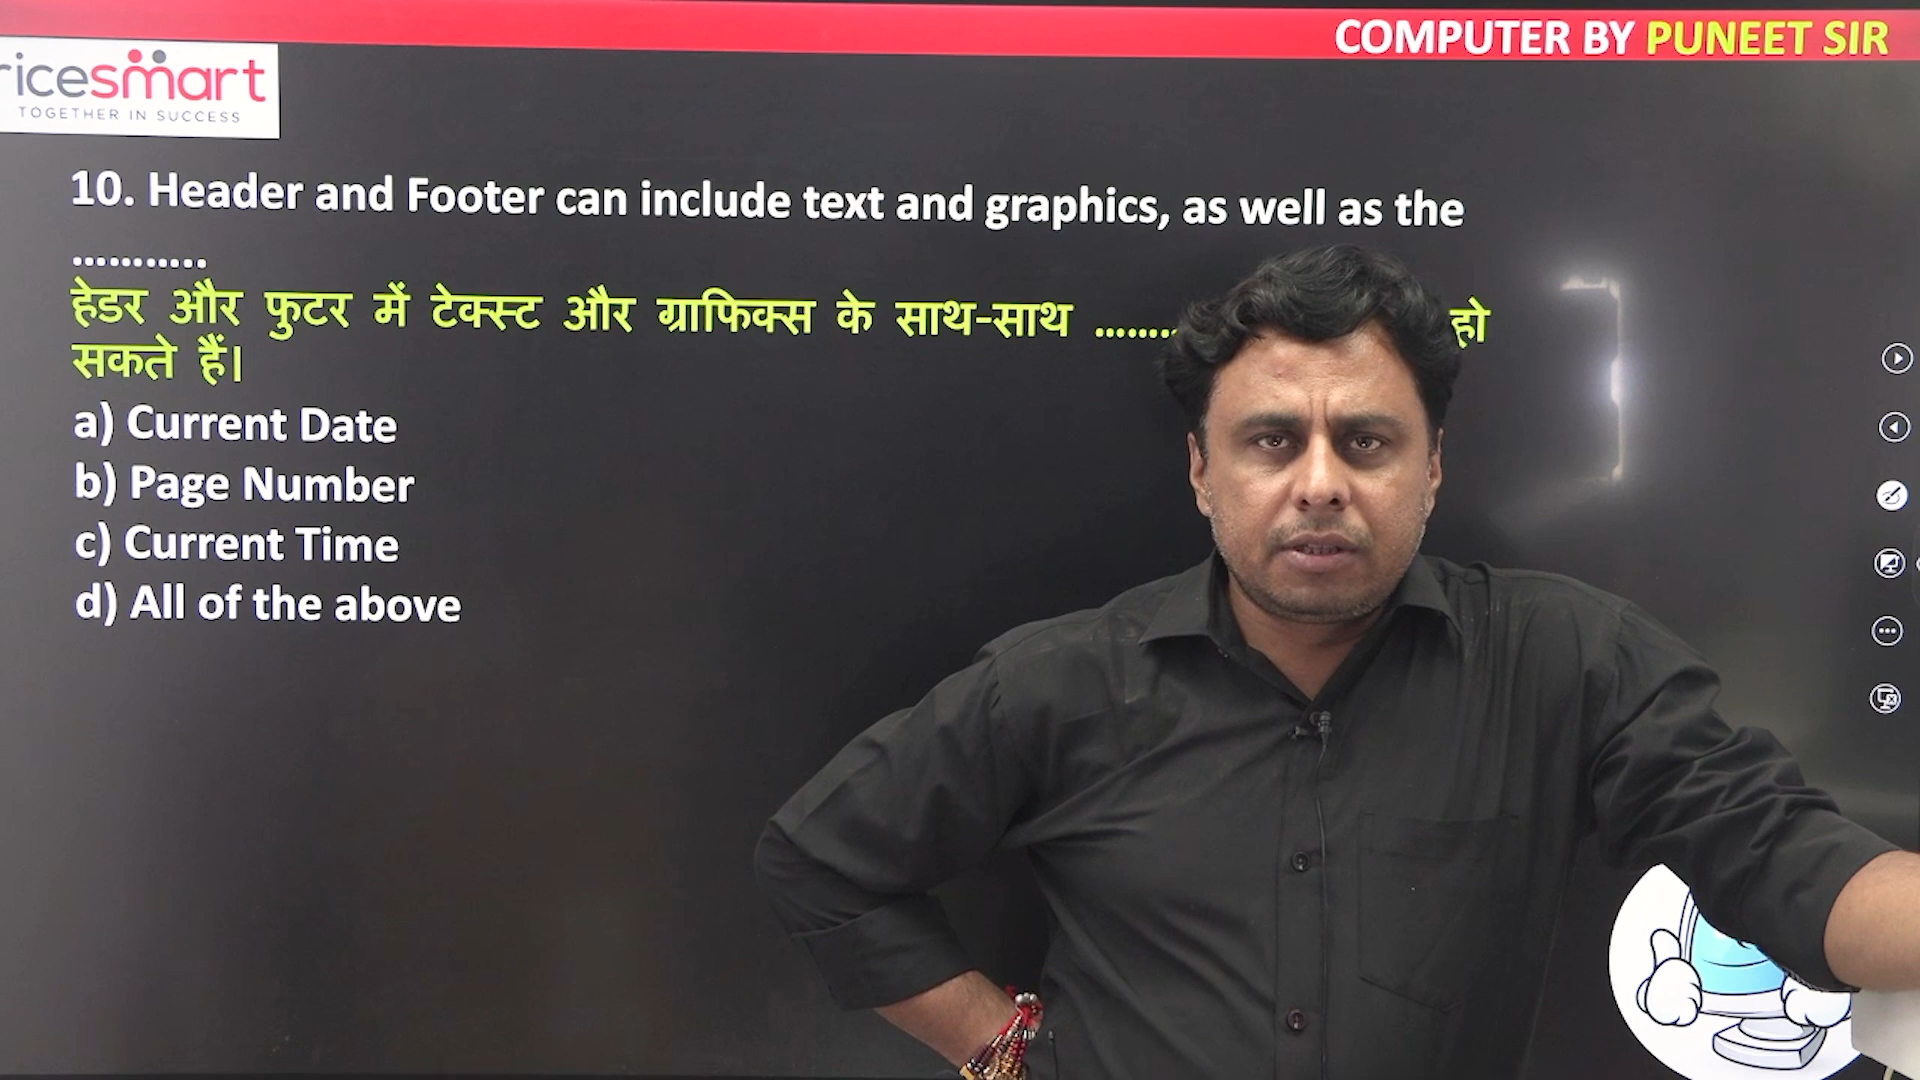 COMPUTER BY PUNEET SIR
ricesmart
TOGETHER IN SUCCESS
10. Header and Footer can include text and graphics, as well as the
...........
हेडर और फुटर में टेक्स्ट और ग्राफिक्स के साथ-साथ ........ हो
सकते हैं।
a) Current Date
b) Page Number
c) Current Time
d) All of the above